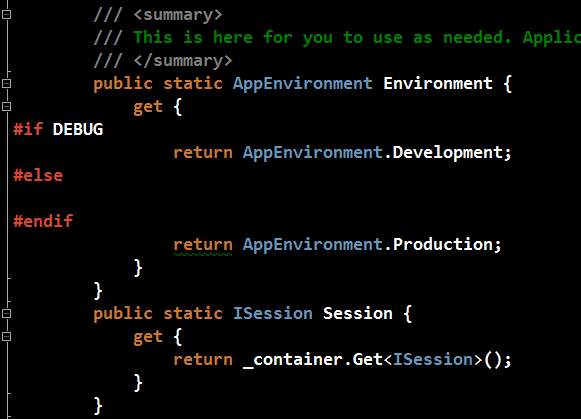 /// <summary>
/// This is here for you to use as needed. Applic
/// </summary>
public static AppEnvironment Environment {
get {
#if DEBUG
return AppEnvironment.Development;
#else
#endif
return AppEnvironment.Production;
}
}
public static ISession Session {
get {
return _container.Get<ISession>();
}
}